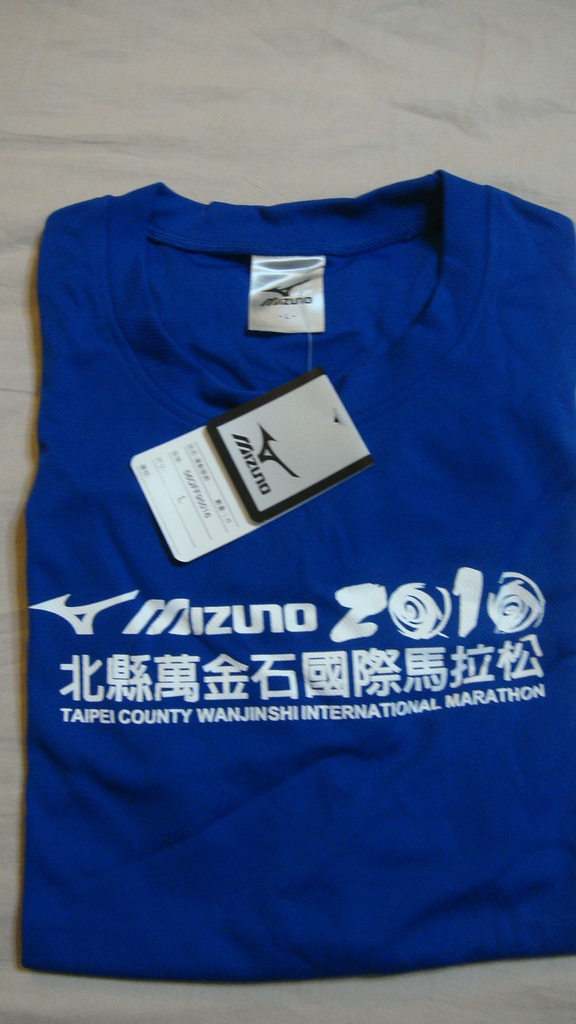 MIZUNO
- L -
MIZUNO
L
MIZUNO 2010
北縣萬金石國際馬拉松
TAIPEI COUNTY WANJINSHI INTERNATIONAL MARATHON